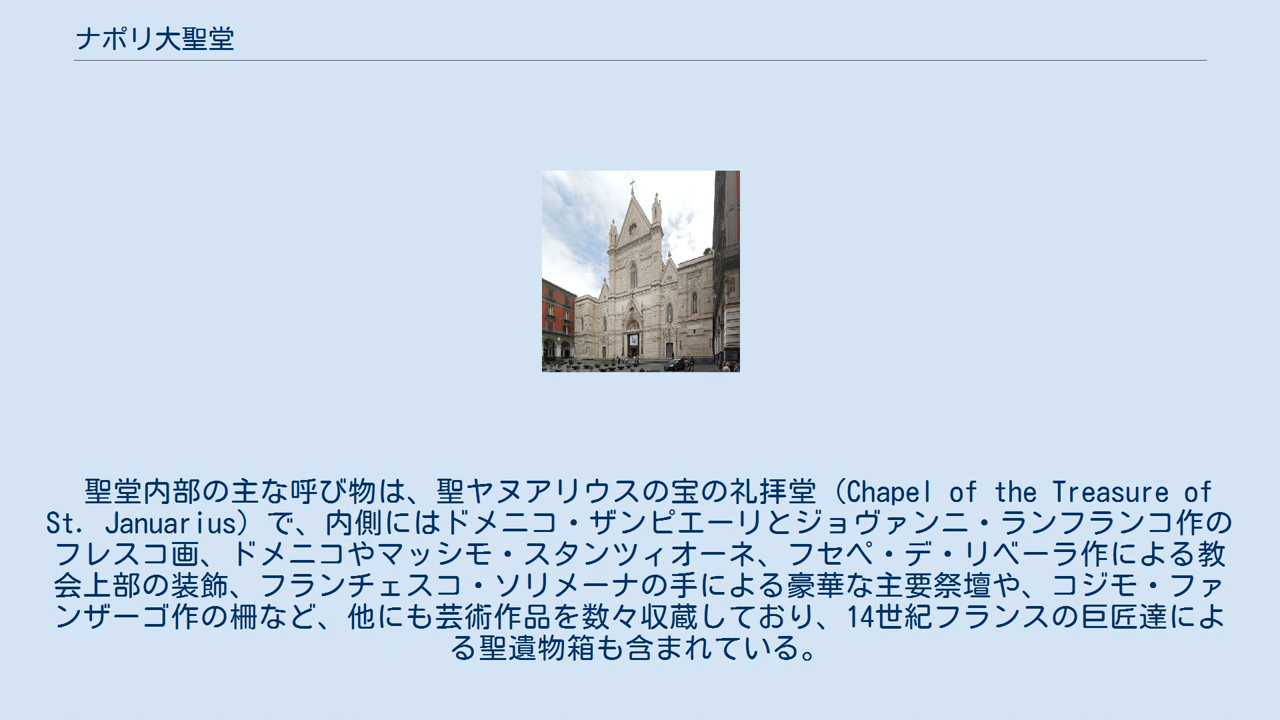 ナポリ大聖堂
聖堂内部の主な呼び物は、聖ヤヌアリウスの宝の礼拝堂（Chapel of the Treasure of
St. Januarius）で、内側にはドメニコ・ザンピエーリとジョヴァンニ・ランフランコ作の
フレスコ画、ドメニコやマッシモ・スタンツィオーネ、フセペ・デ・リベーラ作による教
会上部の装飾、フランチェスコ・ソリメーナの手による豪華な主要祭壇や、コジモ・ファ
ンザーゴ作の柵など、他にも芸術作品を数々収蔵しており、14世紀フランスの巨匠達によ
る聖遺物箱も含まれている。